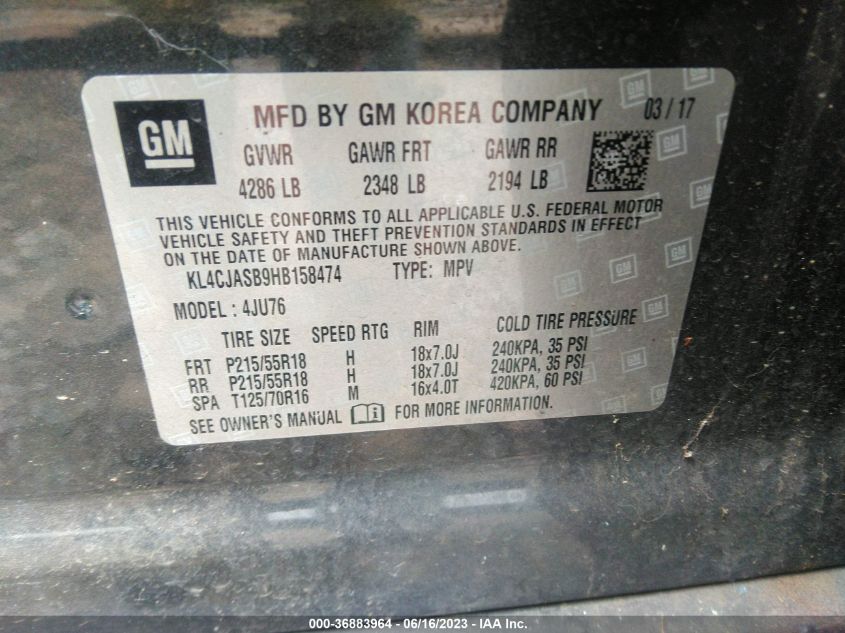 GM
MFD BY GM KOREA COMPANY 03 / 17
GVWR GAWR FRT GAWR RR
4286 LB 2348 LB 2194 LB
THIS VEHICLE CONFORMS TO ALL APPLICABLE U.S. FEDERAL MOTOR
VEHICLE SAFETY AND THEFT PREVENTION STANDARDS IN EFFECT
ON THE DATE OF MANUFACTURE SHOWN ABOVE.
KL4CJASB9HB158474 TYPE: MPV
MODEL : 4JU76
TIRE SIZE SPEED RTG RIM COLD TIRE PRESSURE
FRT P215/55R18 H 18x7.0J 240KPA, 35 PSI
RR P215/55R18 H 18x7.0J 240KPA, 35 PSI
SPA T125/70R16 M 16x4.0T 420KPA, 60 PSI
SEE OWNER'S MANUAL FOR MORE INFORMATION.
000-36883964 - 06/16/2023 - IAA Inc.